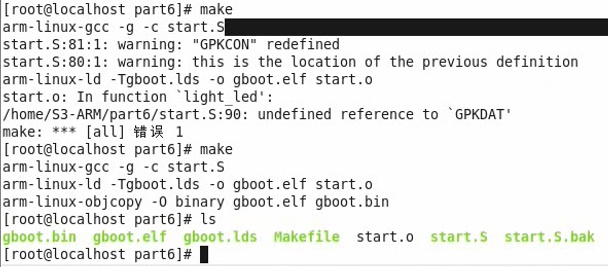 [root@localhost part6]# make
arm-linux-gcc -g -c start.S
start.S:81:1: warning: "GPKCON" redefined
start.S:80:1: warning: this is the location of the previous definition
arm-linux-ld -Tgboot.lds -o gboot.elf start.o
start.o: In function `light_led':
/home/S3-ARM/part6/start.S:90: undefined reference to `GPKDAT'
make: *** [all] 错误 1
[root@localhost part6]# make
arm-linux-gcc -g -c start.S
arm-linux-ld -Tgboot.lds -o gboot.elf start.o
arm-linux-objcopy -O binary gboot.elf gboot.bin
[root@localhost part6]# ls
gboot.bin  gboot.elf  gboot.lds  Makefile  start.o  start.S  start.S.bak
[root@localhost part6]#